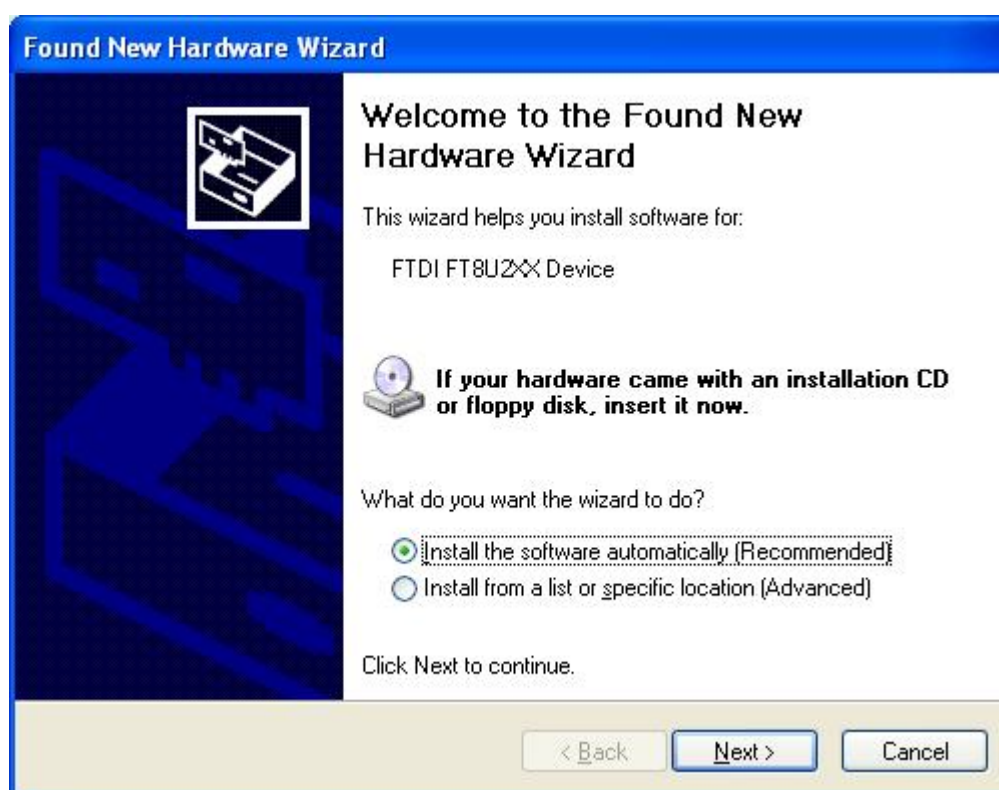 Found New Hardware Wizard
Welcome to the Found New
Hardware Wizard
This wizard helps you install software for:
FTDI FT8U2XX Device
If your hardware came with an installation CD
or floppy disk, insert it now.
What do you want the wizard to do?
Install the software automatically (Recommended)
Install from a list or specific location (Advanced)
Click Next to continue.
< Back Next > Cancel